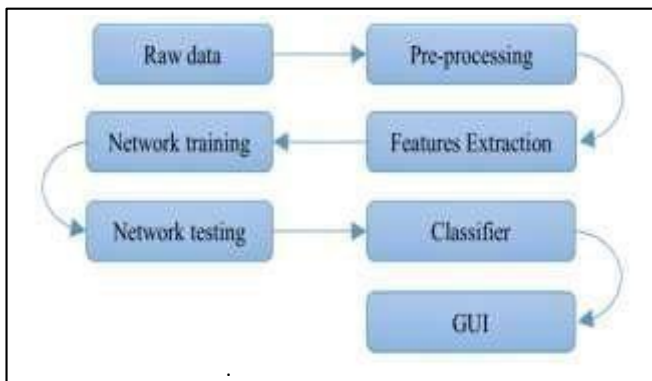 Raw data
Pre-processing
Features Extraction
Network training
Network testing
Classifier
GUI